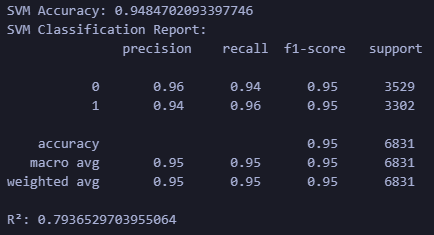 SVM Accuracy: 0.9484702093397746
SVM Classification Report:
precision recall f1-score support
0 0.96 0.94 0.95 3529
1 0.94 0.96 0.95 3302
accuracy 0.95 6831
macro avg 0.95 0.95 0.95 6831
weighted avg 0.95 0.95 0.95 6831
R²: 0.7936529703955064